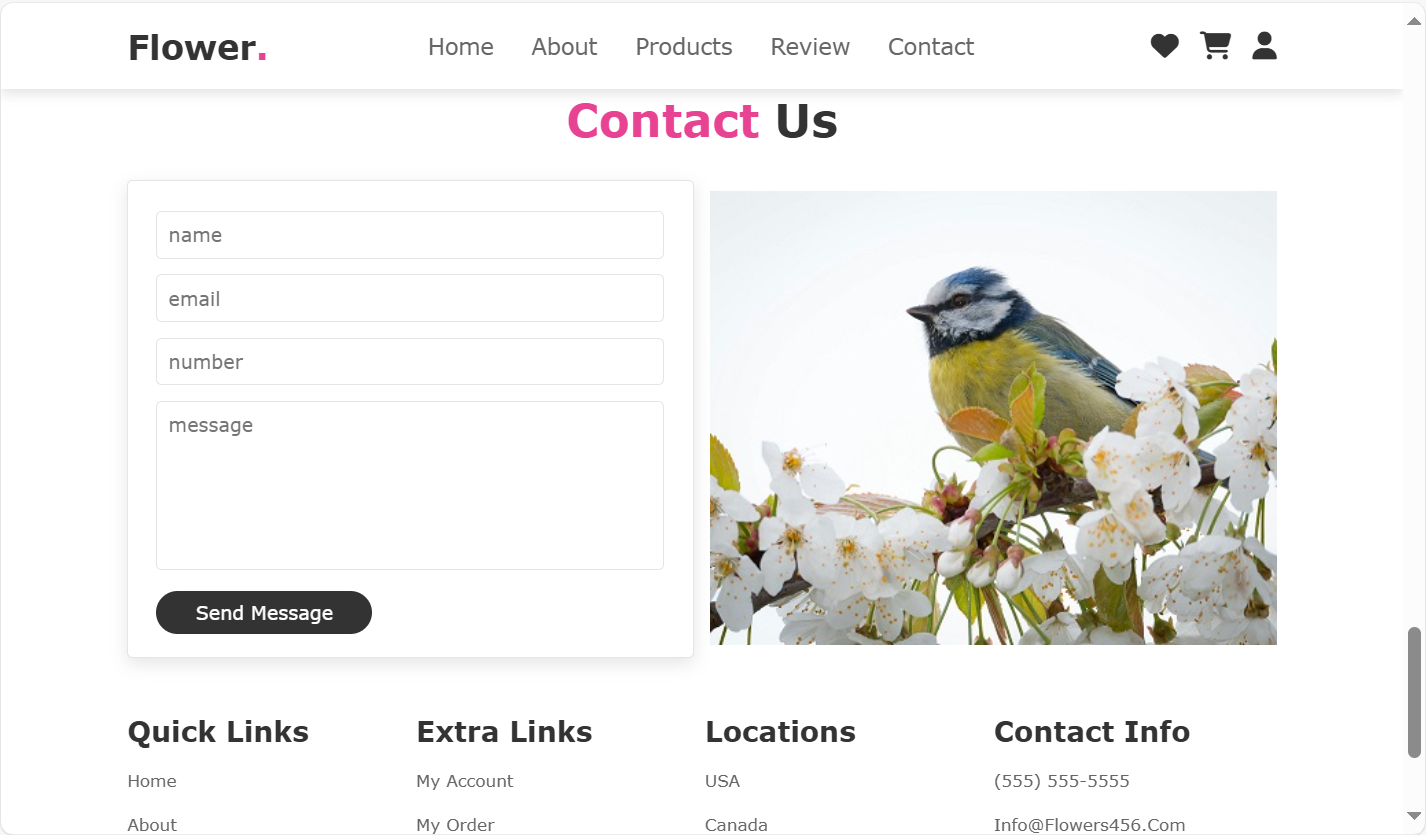 Flower.
Home About Products Review Contact
Contact Us
name
email
number
message
Send Message
Quick Links Extra Links Locations Contact Info
Home My Account USA (555) 555-5555
About My Order Canada Info@Flowers456.Com